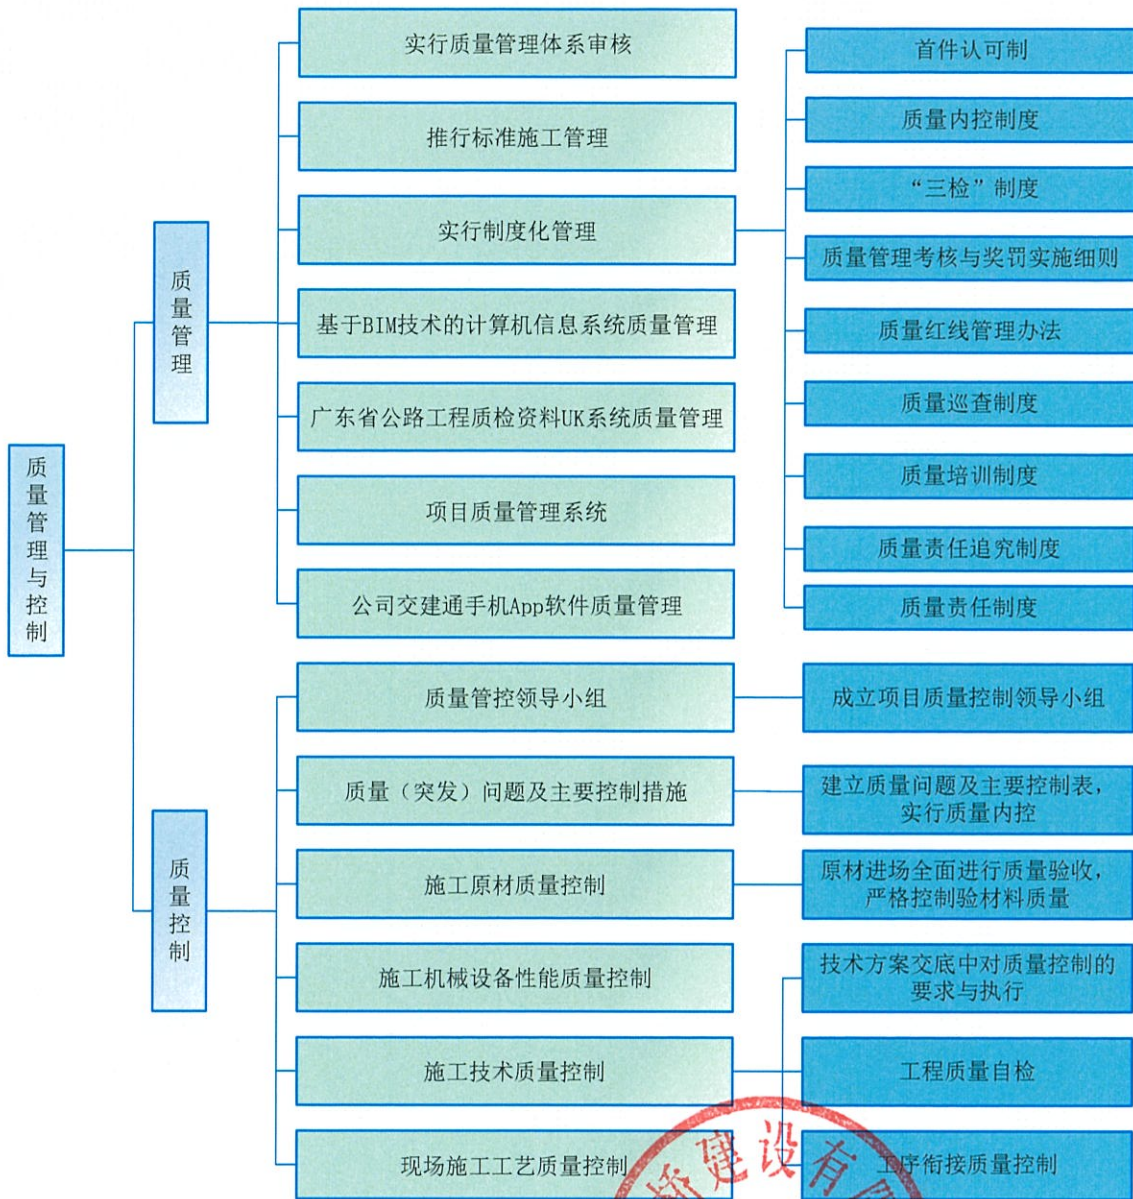 质量管理与控制
质量管理
实行质量管理体系审核
推行标准施工管理
实行制度化管理
首件认可制
质量内控制度
“三检”制度
质量管理考核与奖罚实施细则
质量红线管理办法
质量巡查制度
质量培训制度
质量责任追究制度
质量责任制度
基于BIM技术的计算机信息系统质量管理
广东省公路工程质检资料UK系统质量管理
项目质量管理系统
公司交建通手机App软件质量管理
质量控制
质量管控领导小组
成立项目质量控制领导小组
质量（突发）问题及主要控制措施
建立质量问题及主要控制表，
实行质量内控
施工原材质量控制
原材进场全面进行质量验收，
严格控制验材料质量
施工机械设备性能质量控制
施工技术质量控制
技术方案交底中对质量控制的
要求与执行
工程质量自检
工序衔接质量控制
现场施工工艺质量控制
桥建设有限